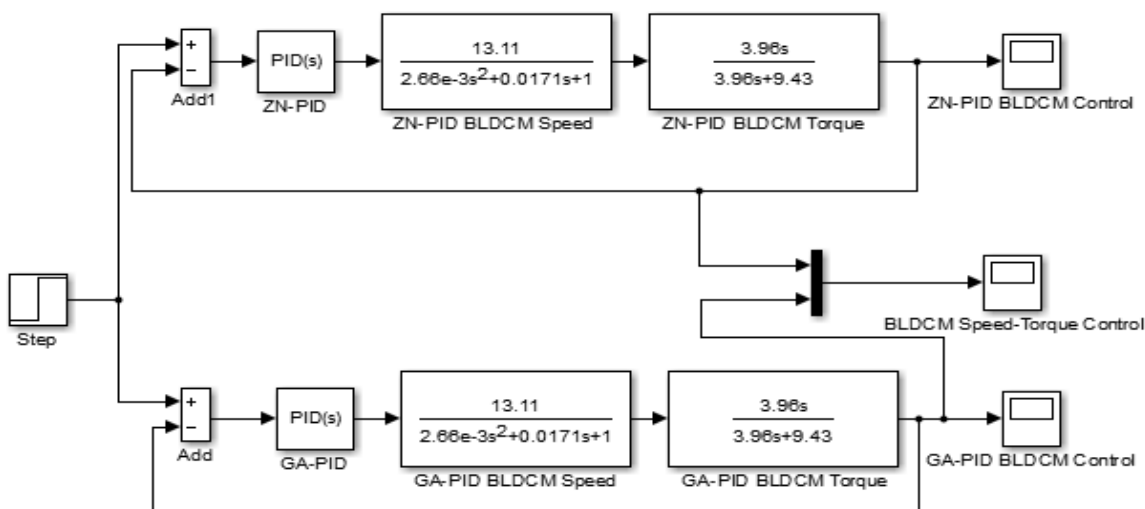 +
−
Add1
PID(s)
ZN-PID
13.11
2.66e-3s²+0.0171s+1
ZN-PID BLDCM Speed
3.96s
3.96s+9.43
ZN-PID BLDCM Torque
ZN-PID BLDCM Control
Step
BLDCM Speed-Torque Control
+
−
Add
PID(s)
GA-PID
13.11
2.66e-3s²+0.0171s+1
GA-PID BLDCM Speed
3.96s
3.96s+9.43
GA-PID BLDCM Torque
GA-PID BLDCM Control